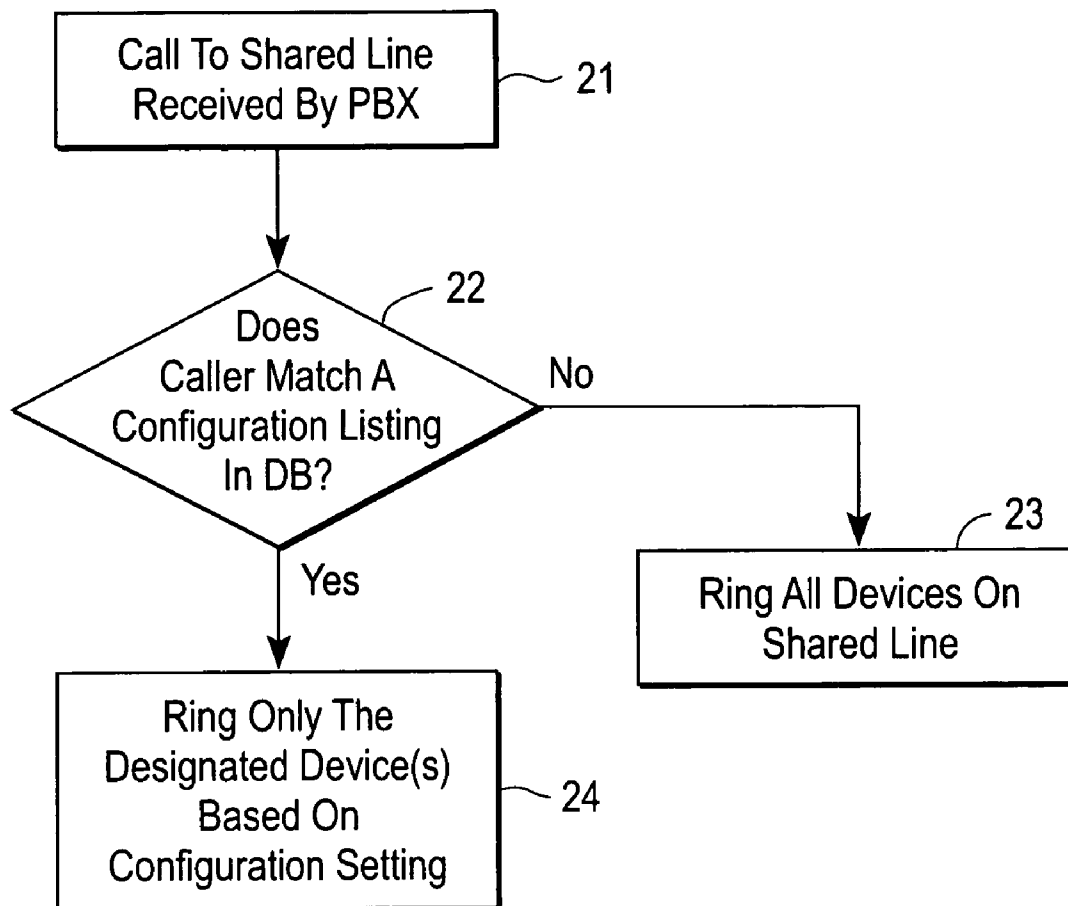 Call To Shared Line
Received By PBX
21
22
Does
Caller Match A
Configuration Listing
In DB?
No
Yes
23
Ring All Devices On
Shared Line
Ring Only The
Designated Device(s)
Based On
Configuration Setting
24